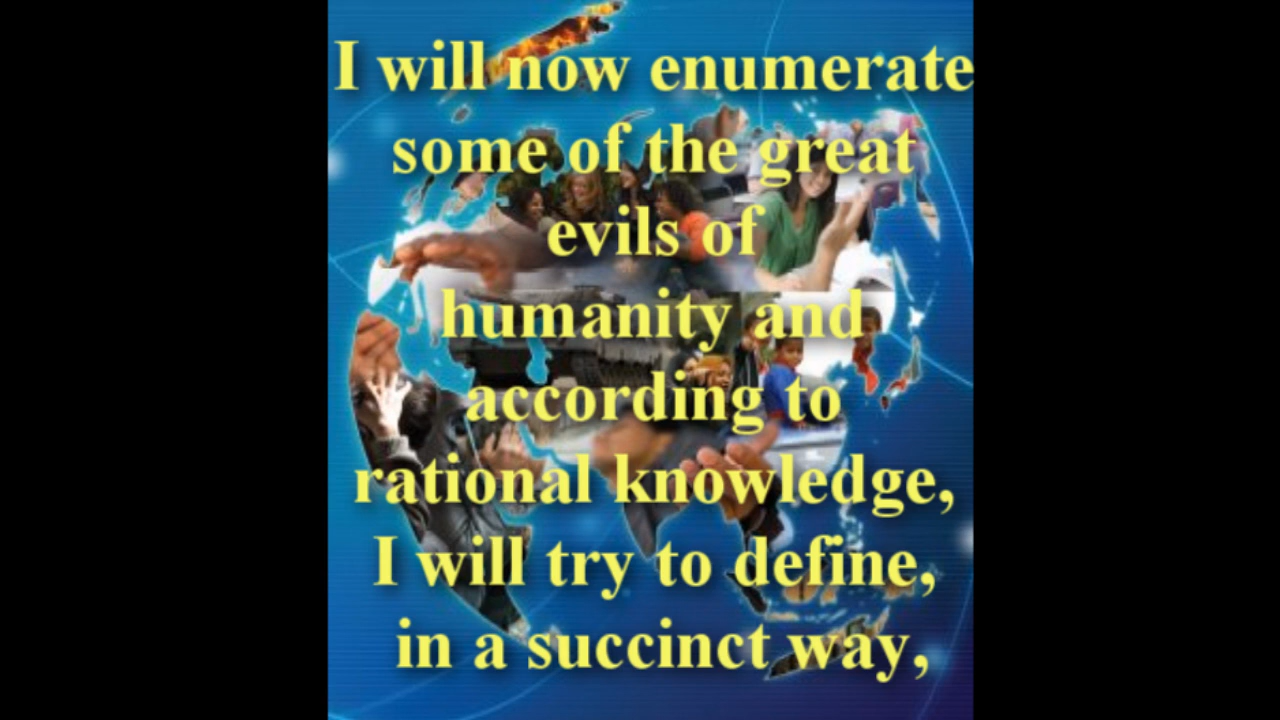 I will now enumerate
some of the great
evils of
humanity and
according to
rational knowledge,
I will try to define,
in a succinct way,